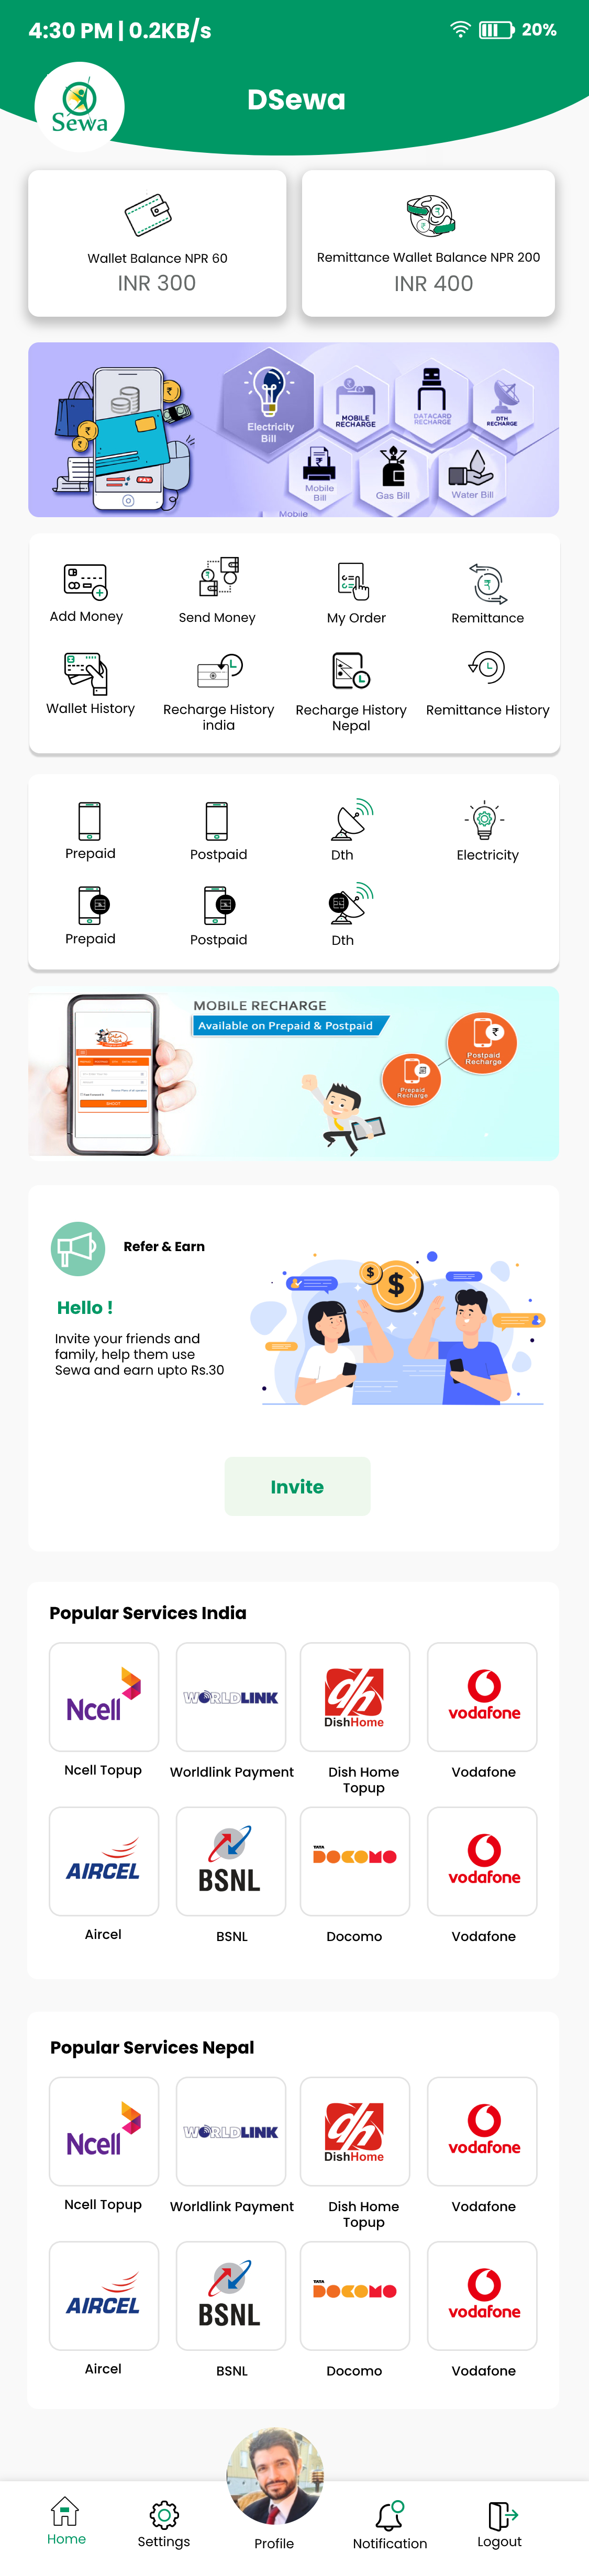 4:30 PM | 0.2KB/s
20%
DSewa
Sewa
Wallet Balance NPR 60
INR 300
Remittance Wallet Balance NPR 200
INR 400
Electricity
Bill
MOBILE
RECHARGE
DATACARD
RECHARGE
DTH
RECHARGE
PAY
Mobile
Bill
Gas Bill
Water Bill
Mobile
Add Money
Send Money
My Order
Remittance
Wallet History
Recharge History
india
Recharge History
Nepal
Remittance History
Prepaid
Postpaid
Dth
Electricity
Prepaid
Postpaid
Dth
MOBILE RECHARGE
Available on Prepaid & Postpaid
Postpaid
Recharge
Prepaid
Recharge
Refer & Earn
Hello !
Invite your friends and
family, help them use
Sewa and earn upto Rs.30
Invite
Popular Services India
Ncell
WORLDLINK
dh
DishHome
vodafone
Ncell Topup
Worldlink Payment
Dish Home
Topup
Vodafone
AIRCEL
BSNL
TATA
DOCOMO
vodafone
Aircel
BSNL
Docomo
Vodafone
Popular Services Nepal
Ncell
WORLDLINK
dh
DishHome
vodafone
Ncell Topup
Worldlink Payment
Dish Home
Topup
Vodafone
AIRCEL
BSNL
TATA
DOCOMO
vodafone
Aircel
BSNL
Docomo
Vodafone
Home
Settings
Profile
Notification
Logout